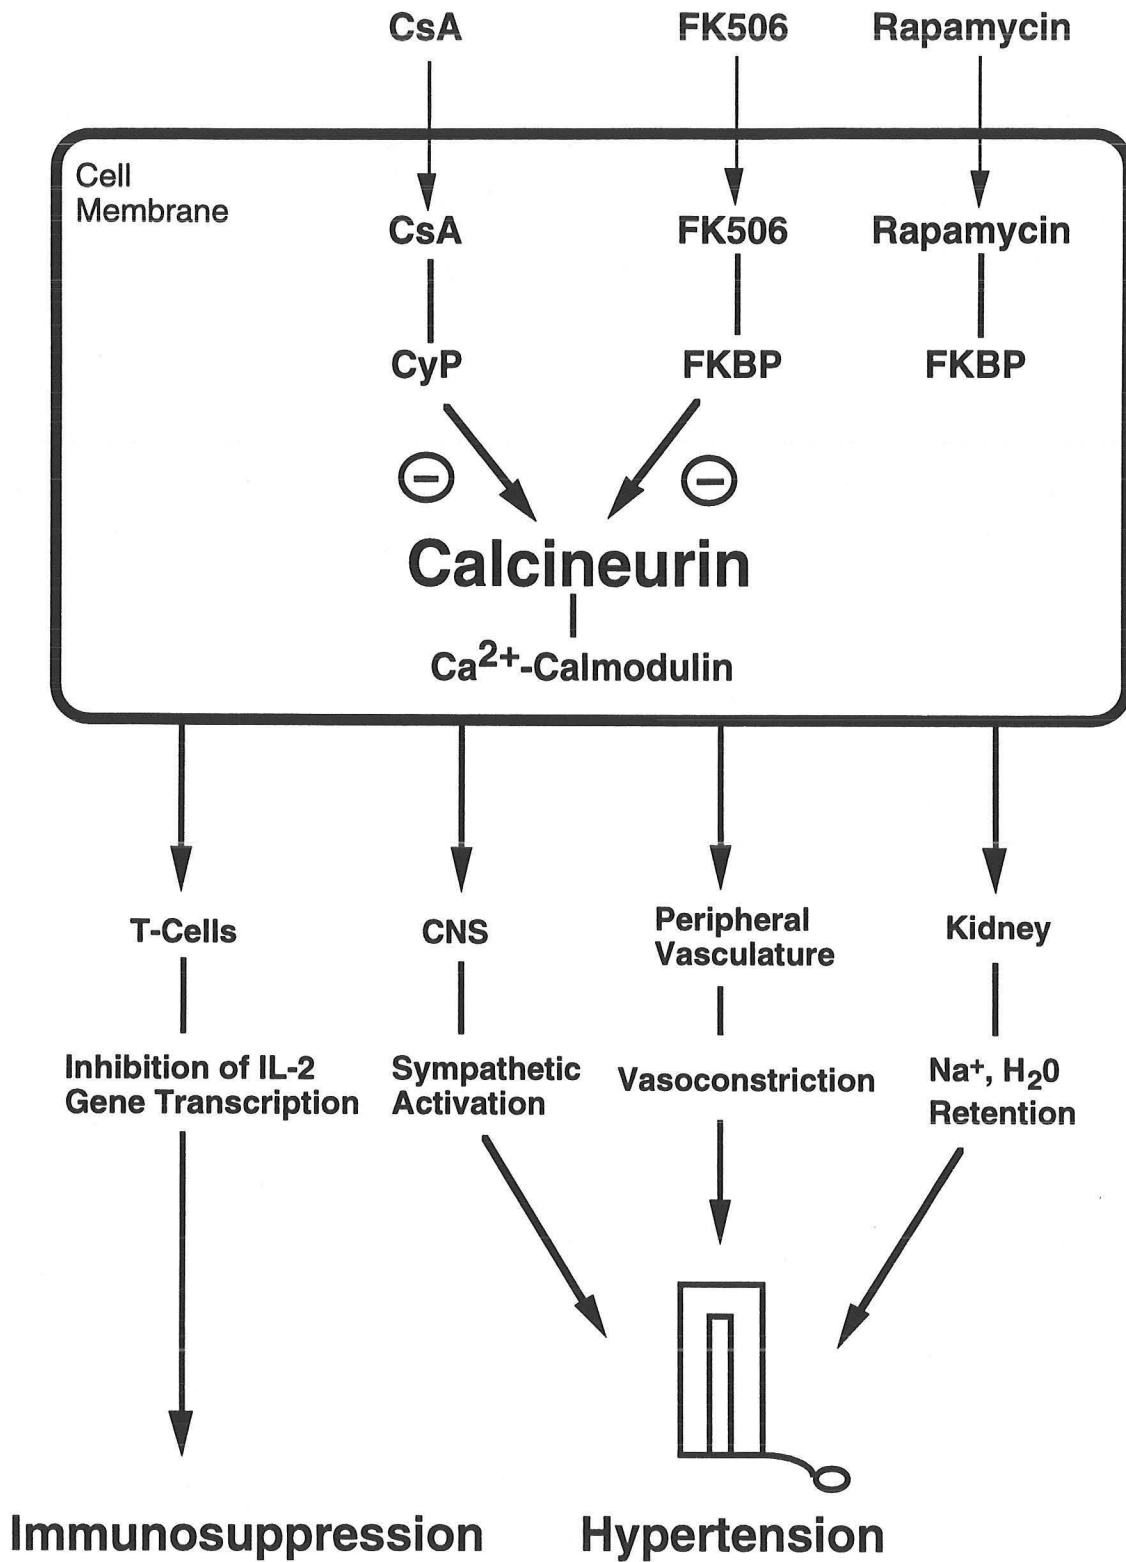 CsA FK506 Rapamycin
Cell
Membrane
CsA FK506 Rapamycin
CyP FKBP FKBP
− −
Calcineurin
Ca2+-Calmodulin
T-Cells CNS Peripheral Vasculature Kidney
Inhibition of IL-2
Gene Transcription
Sympathetic
Activation
Vasoconstriction
Na+, H20
Retention
Immunosuppression Hypertension